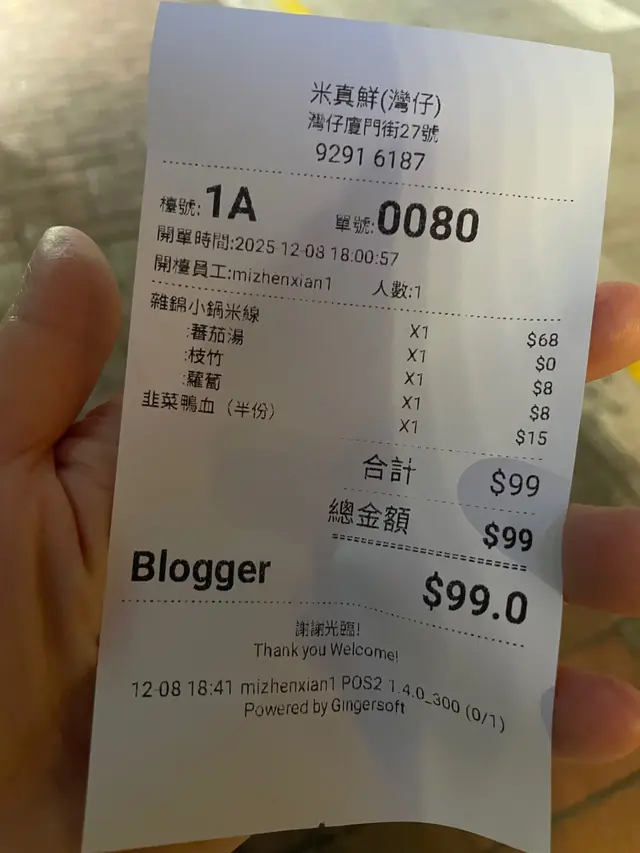 米真鮮(灣仔)
灣仔廈門街27號
9291 6187
檯號:1A 單號:0080
開單時間:2025-12-08 18:00:57
開檯員工:mizhenxian1 人數:1
雜錦小鍋米線 X1 $68
:蕃茄湯 X1 $0
:枝竹 X1 $8
:蘿蔔 X1 $8
韭菜鴨血（半份） X1 $15
合計 $99
總金額 $99
Blogger $99.0
謝謝光臨!
Thank you Welcome!
12-08 18:41 mizhenxian1 POS2 1.4.0_300 (0/1)
Powered by Gingersoft